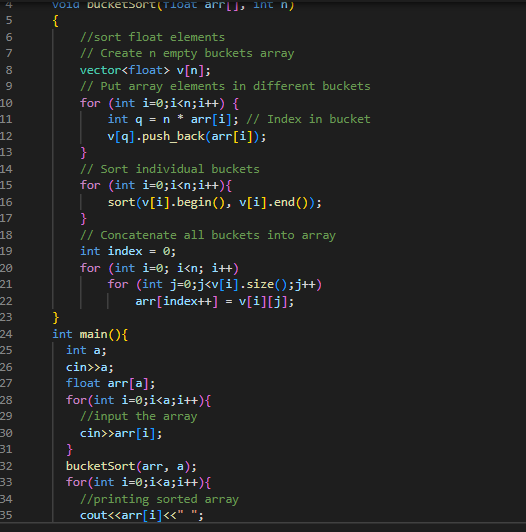 4 void bucketSort(float arr[], int n)
5 {
6 //sort float elements
7 // Create n empty buckets array
8 vector<float> v[n];
9 // Put array elements in different buckets
10 for (int i=0;i<n;i++) {
11 int q = n * arr[i]; // Index in bucket
12 v[q].push_back(arr[i]);
13 }
14 // Sort individual buckets
15 for (int i=0;i<n;i++){
16 sort(v[i].begin(), v[i].end());
17 }
18 // Concatenate all buckets into array
19 int index = 0;
20 for (int i=0; i<n; i++)
21 for (int j=0;j<v[i].size();j++)
22 arr[index++] = v[i][j];
23 }
24 int main(){
25 int a;
26 cin>>a;
27 float arr[a];
28 for(int i=0;i<a;i++){
29 //input the array
30 cin>>arr[i];
31 }
32 bucketSort(arr, a);
33 for(int i=0;i<a;i++){
34 //printing sorted array
35 cout<<arr[i]<<" ";